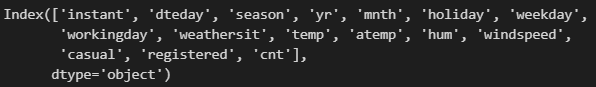 Index(['instant', 'dteday', 'season', 'yr', 'mnth', 'holiday', 'weekday',
'workingday', 'weathersit', 'temp', 'atemp', 'hum', 'windspeed',
'casual', 'registered', 'cnt'],
dtype='object')